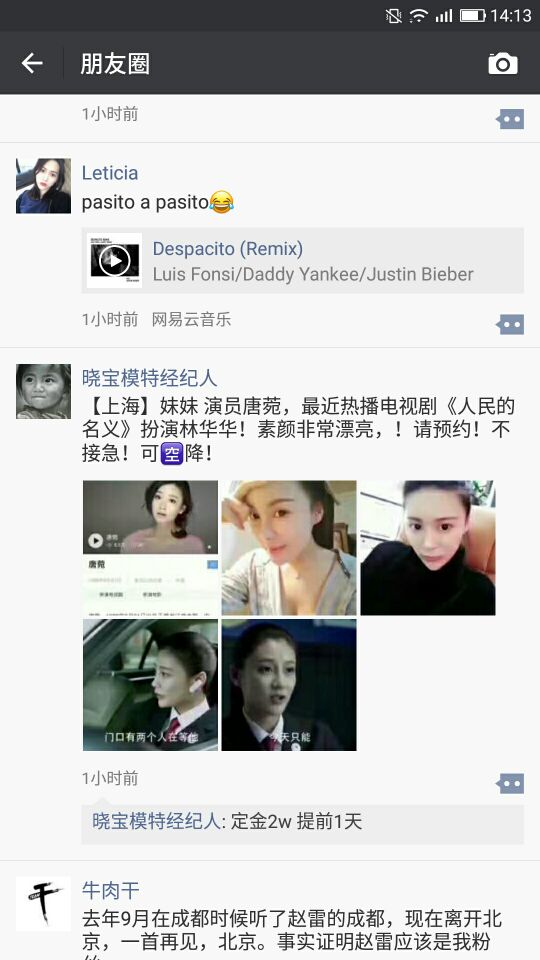 14:13
朋友圈
1小时前
Leticia
pasito a pasito😂
Despacito (Remix)
Luis Fonsi/Daddy Yankee/Justin Bieber
1小时前 网易云音乐
晓宝模特经纪人
【上海】妹妹 演员唐菀，最近热播电视剧《人民的
名义》扮演林华华！素颜非常漂亮，！请预约！不
接急！可🈳降！
唐菀
唐菀
门口有两个人在等他
今天只能
1小时前
晓宝模特经纪人: 定金2w 提前1天
牛肉干
去年9月在成都时候听了赵雷的成都，现在离开北
京，一首再见，北京。事实证明赵雷应该是我粉